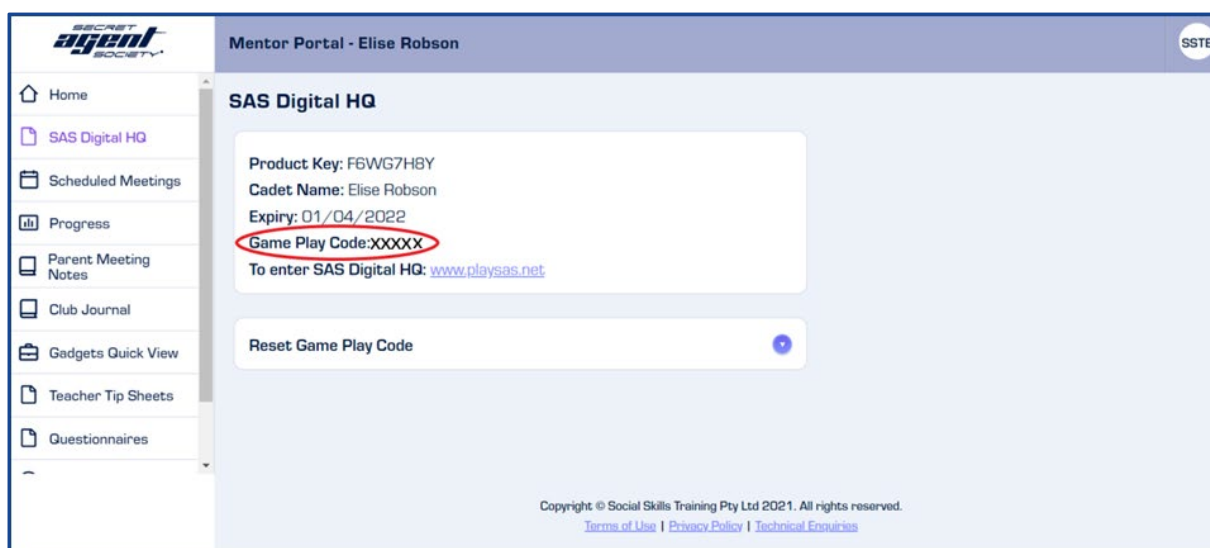 SECRET
agent
SOCIETY
Mentor Portal - Elise Robson
SSTE
Home
SAS Digital HQ
Scheduled Meetings
Progress
Parent Meeting
Notes
Club Journal
Gadgets Quick View
Teacher Tip Sheets
Questionnaires
SAS Digital HQ
Product Key: F6WG7H8Y
Cadet Name: Elise Robson
Expiry: 01/04/2022
Game Play Code:XXXXX
To enter SAS Digital HQ: www.playsas.net
Reset Game Play Code
Copyright © Social Skills Training Pty Ltd 2021. All rights reserved.
Terms of Use | Privacy Policy | Technical Enquiries